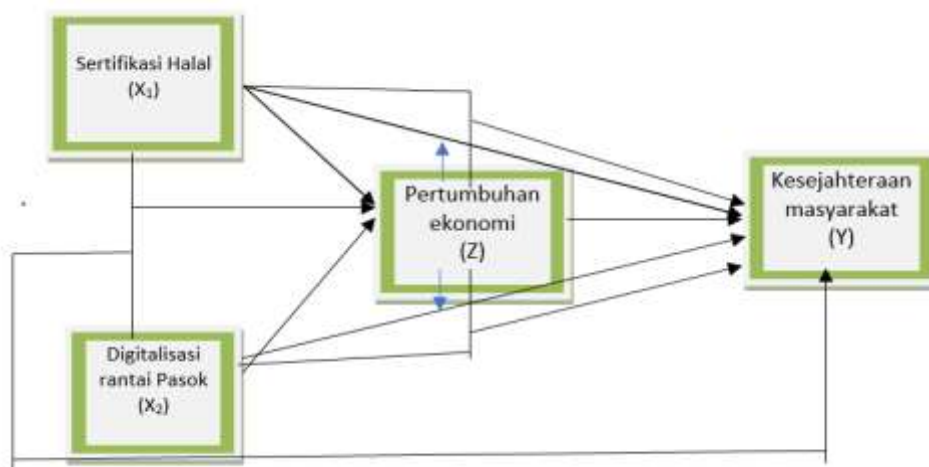 Sertifikasi Halal
(X₁)
Pertumbuhan
ekonomi
(Z)
Kesejahteraan
masyarakat
(Y)
Digitalisasi
rantai Pasok
(X₂)